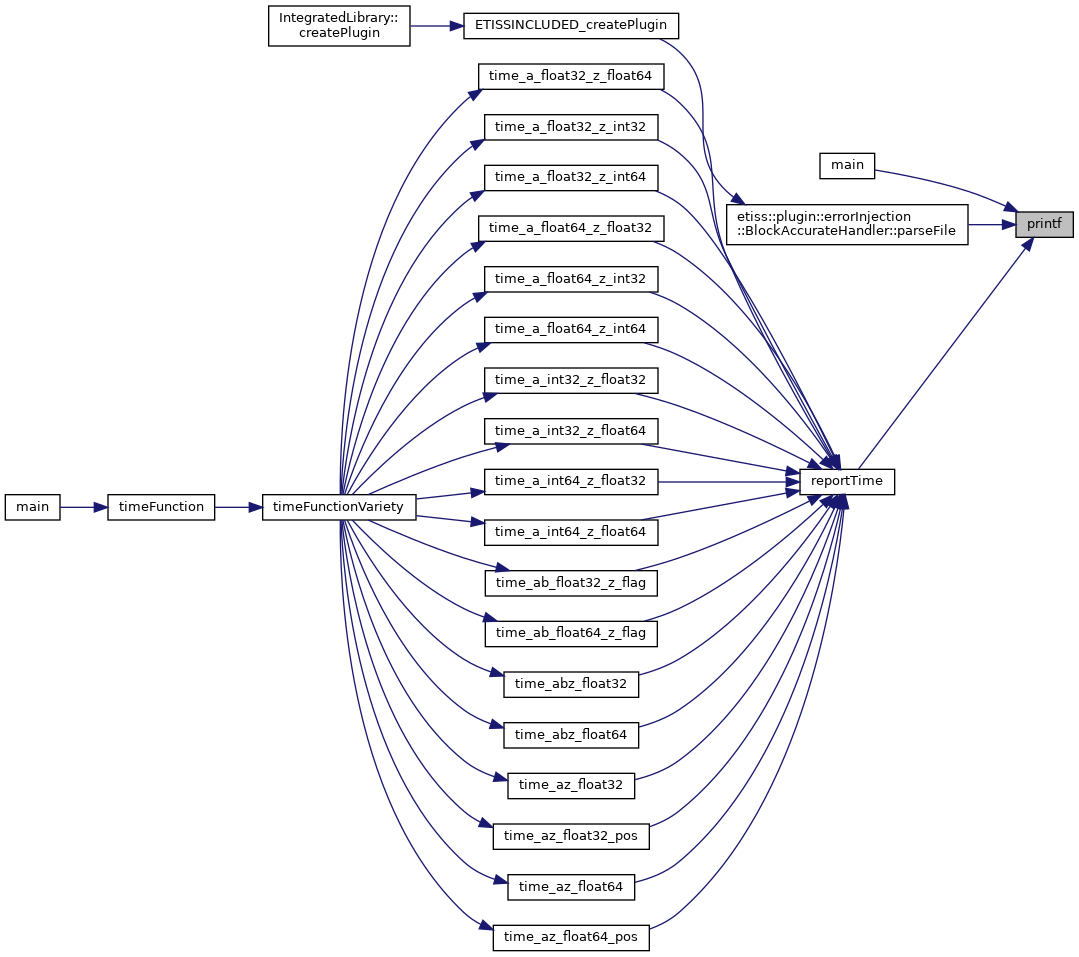 IntegratedLibrary::
createPlugin
ETISSINCLUDED_createPlugin
time_a_float32_z_float64
time_a_float32_z_int32
time_a_float32_z_int64
time_a_float64_z_float32
time_a_float64_z_int32
time_a_float64_z_int64
time_a_int32_z_float32
time_a_int32_z_float64
time_a_int64_z_float32
time_a_int64_z_float64
time_ab_float32_z_flag
time_ab_float64_z_flag
time_abz_float32
time_abz_float64
time_az_float32
time_az_float32_pos
time_az_float64
time_az_float64_pos
main
timeFunction
timeFunctionVariety
main
etiss::plugin::errorInjection
::BlockAccurateHandler::parseFile
printf
reportTime